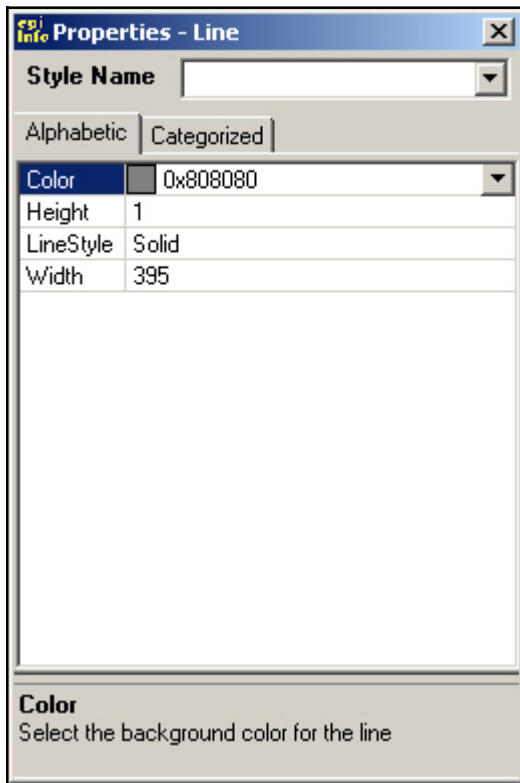 epi info Properties - Line
Style Name
Alphabetic Categorized
Color 0x808080
Height 1
LineStyle Solid
Width 395
Color
Select the background color for the line